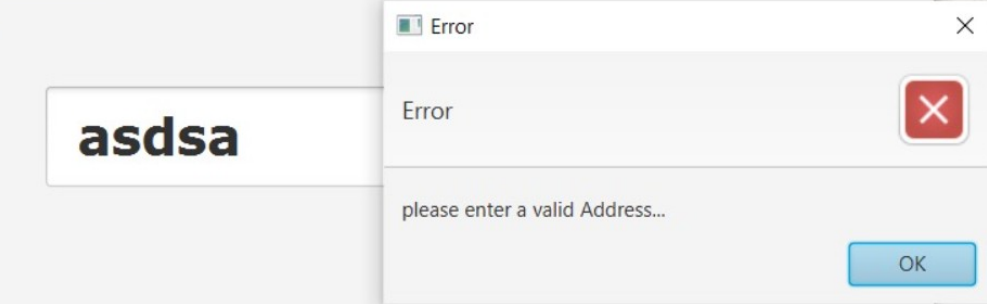 Error
Error
asdsa
please enter a valid Address...
OK